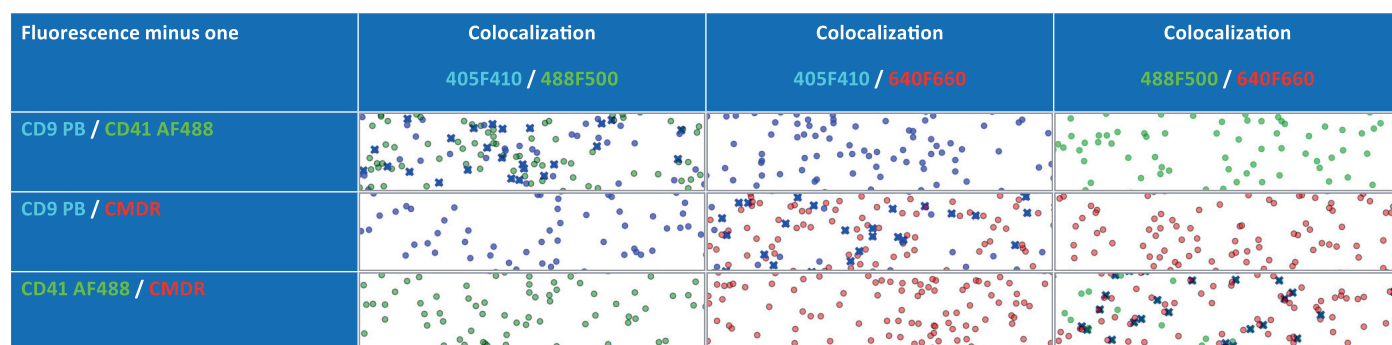 Fluorescence minus one
Colocalization
405F410 / 488F500
Colocalization
405F410 / 640F660
Colocalization
488F500 / 640F660
CD9 PB / CD41 AF488
CD9 PB / CMDR
CD41 AF488 / CMDR